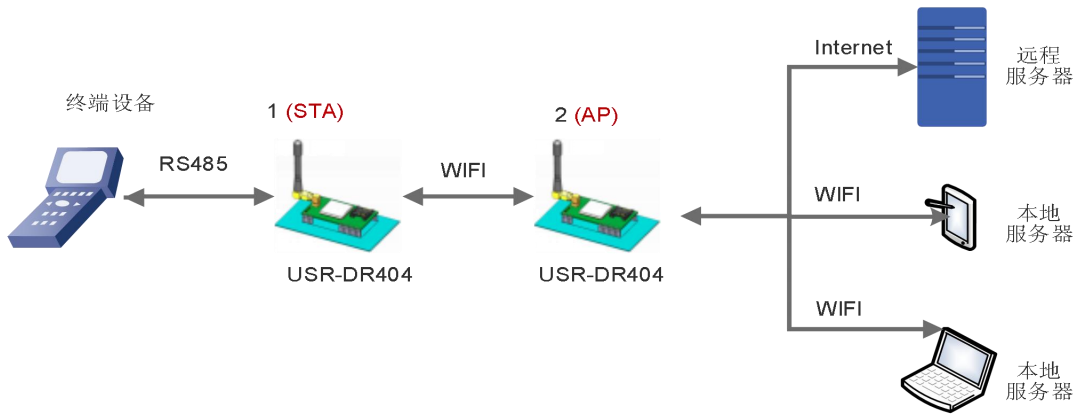 终端设备
RS485
1 (STA)
USR-DR404
WIFI
2 (AP)
USR-DR404
Internet
远程
服务器
WIFI
本地
服务器
WIFI
本地
服务器